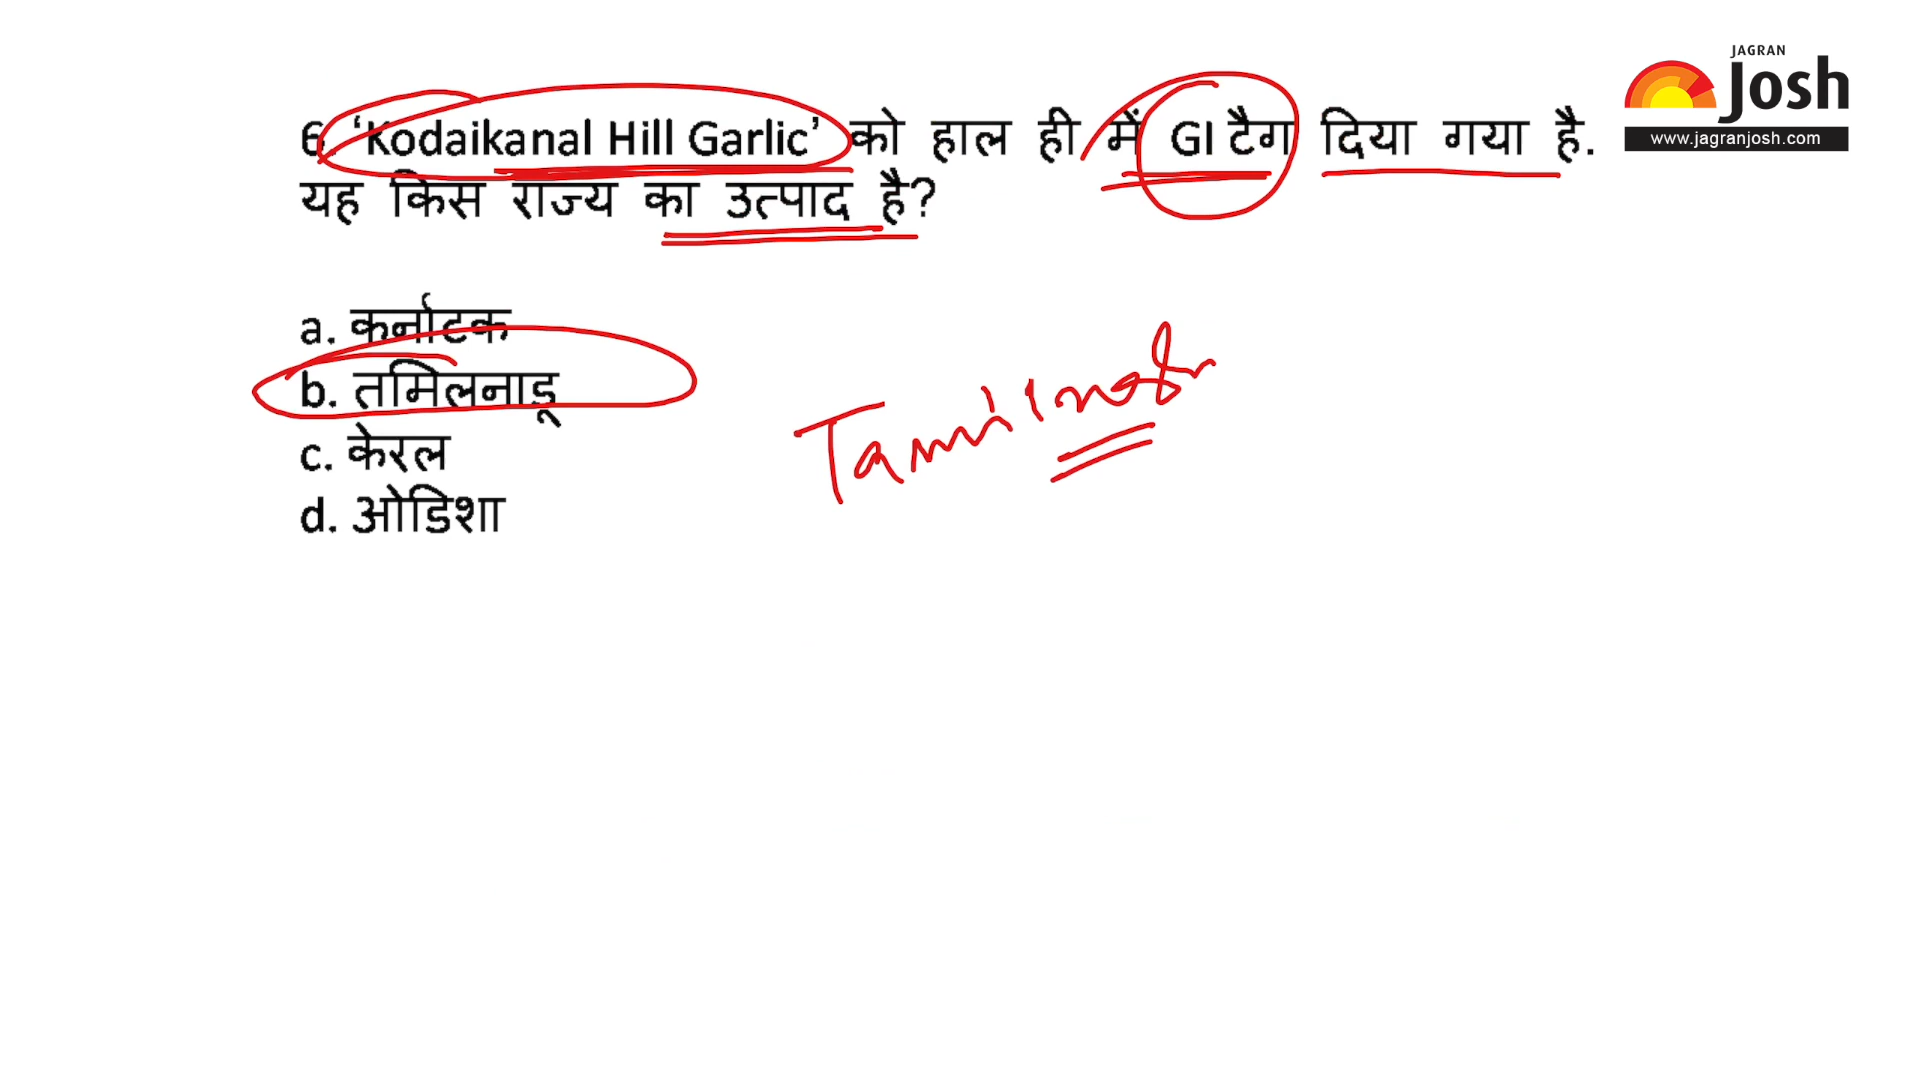 JAGRAN
Josh
www.jagranjosh.com
6. ‘Kodaikanal Hill Garlic’ को हाल ही में GI टैग दिया गया है.
यह किस राज्य का उत्पाद है?
a. कर्नाटक
b. तमिलनाडू
c. केरल
d. ओडिशा
Tamilnadu